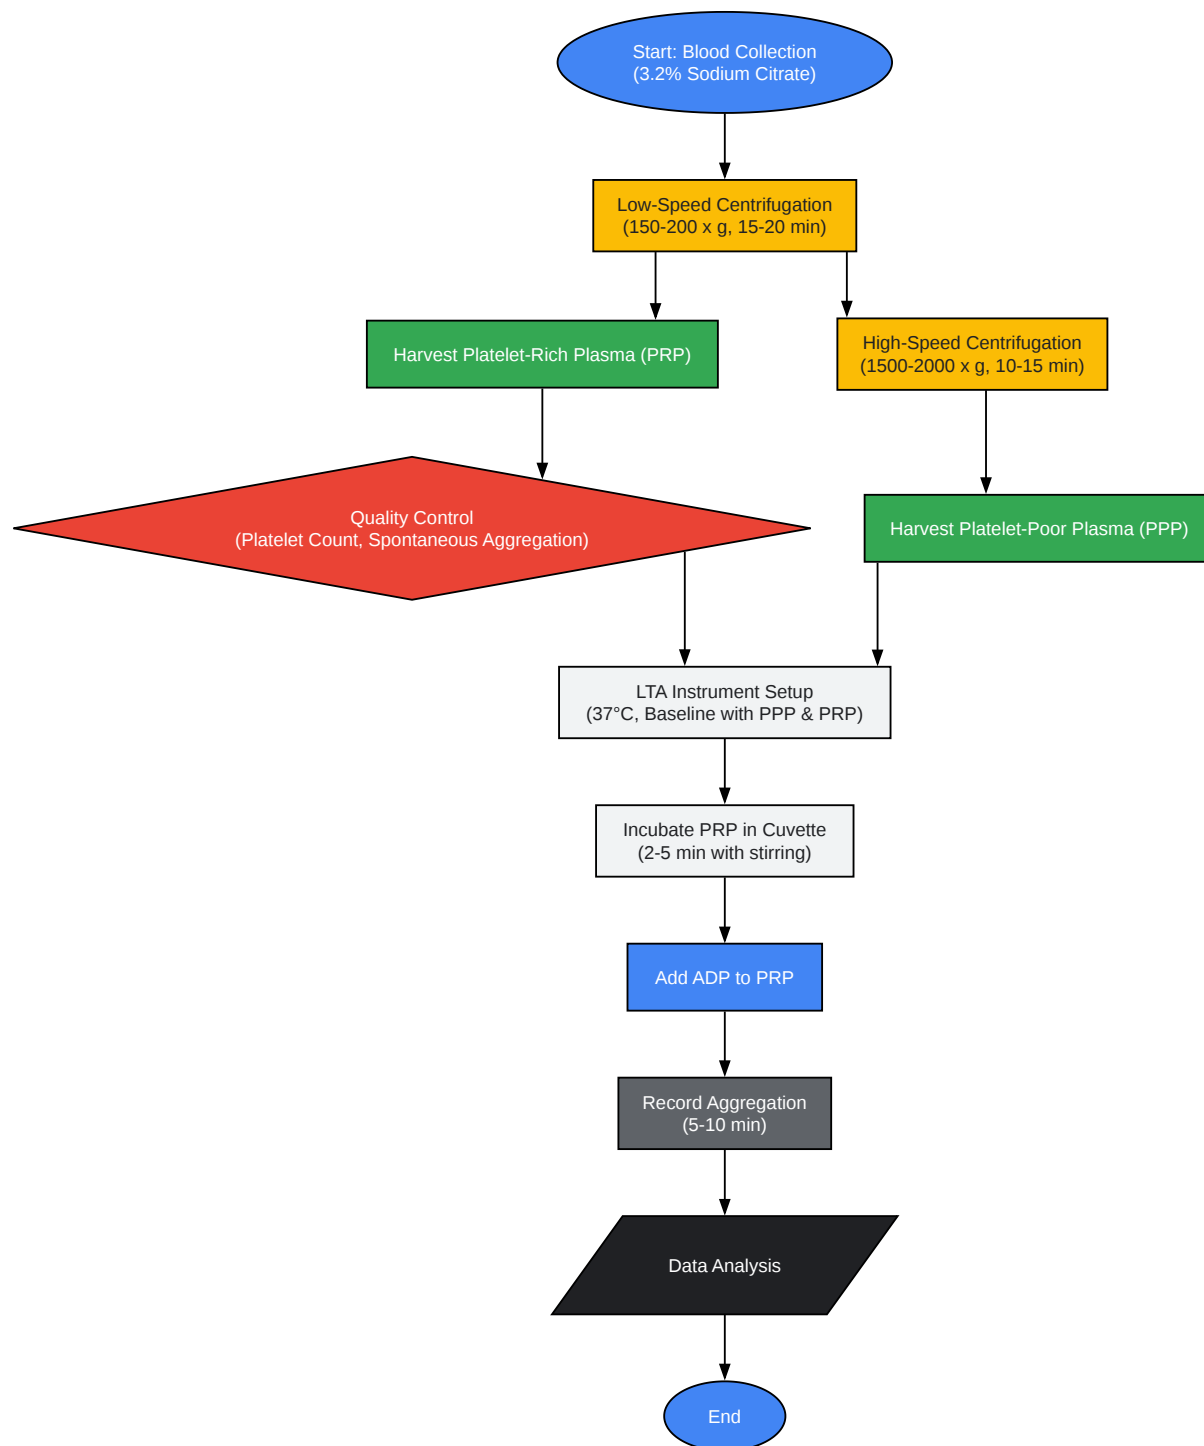 Start: Blood Collection
(3.2% Sodium Citrate)
Low-Speed Centrifugation
(150-200 x g, 15-20 min)
Harvest Platelet-Rich Plasma (PRP)
High-Speed Centrifugation
(1500-2000 x g, 10-15 min)
Quality Control
(Platelet Count, Spontaneous Aggregation)
Harvest Platelet-Poor Plasma (PPP)
LTA Instrument Setup
(37°C, Baseline with PPP & PRP)
Incubate PRP in Cuvette
(2-5 min with stirring)
Add ADP to PRP
Record Aggregation
(5-10 min)
Data Analysis
End